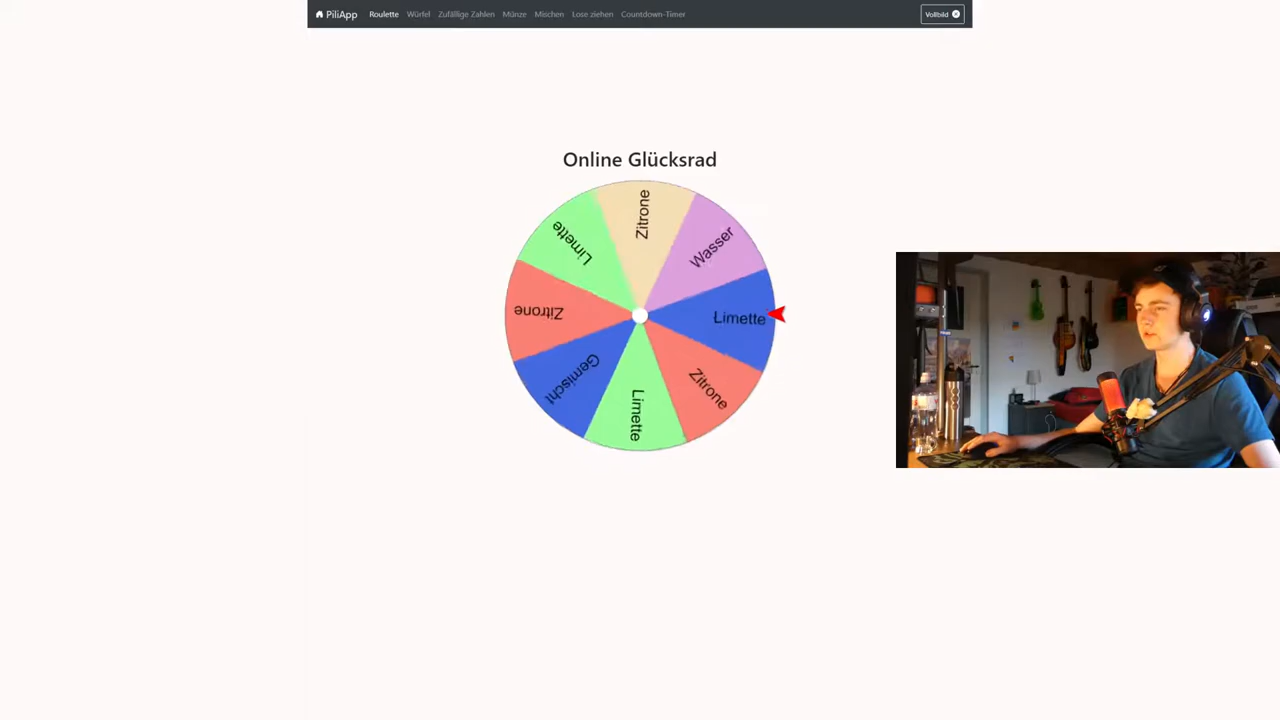 PiliApp Roulette Würfel Zufällige Zahlen Münze Mischen Lose ziehen Countdown-Timer Vollbild
Online Glücksrad
Zitrone
Wasser
Limette
Zitrone
Limette
Gemischt
Zitrone
Limette